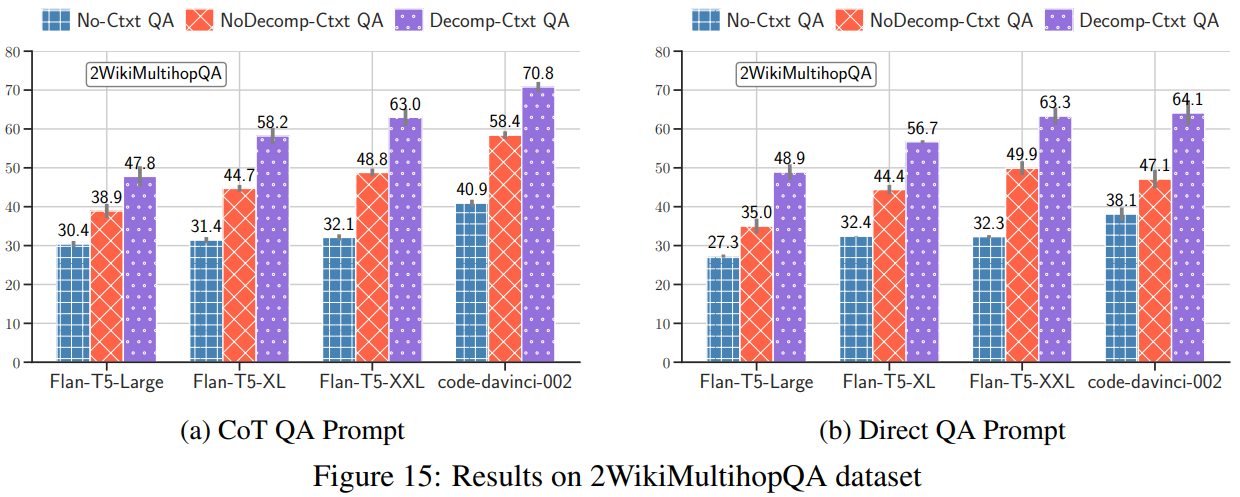 No-Ctxt QA NoDecomp-Ctxt QA Decomp-Ctxt QA
80
70
60
50
40
30
20
10
0
2WikiMultihopQA
30.4 38.9 47.8
31.4 44.7 58.2
32.1 48.8 63.0
40.9 58.4 70.8
Flan-T5-Large Flan-T5-XL Flan-T5-XXL code-davinci-002
(a) CoT QA Prompt
No-Ctxt QA NoDecomp-Ctxt QA Decomp-Ctxt QA
80
70
60
50
40
30
20
10
0
2WikiMultihopQA
27.3 35.0 48.9
32.4 44.4 56.7
32.3 49.9 63.3
38.1 47.1 64.1
Flan-T5-Large Flan-T5-XL Flan-T5-XXL code-davinci-002
(b) Direct QA Prompt
Figure 15: Results on 2WikiMultihopQA dataset